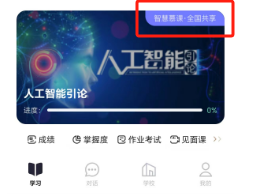 智慧慕课·全国共享
人工智能
人工智能引论
进度: 0%
成绩 掌握度 作业考试 见面课 >>
学习 对话 学校 我的